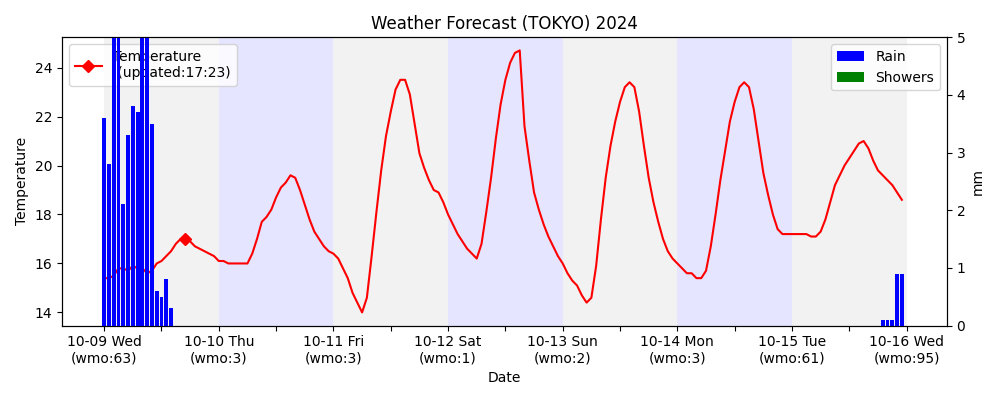 Weather Forecast (TOKYO) 2024
Temperature
(updated:17:23)
Rain
Showers
Temperature
24
22
20
18
16
14
5
4
3
2
1
0
mm
10-09 Wed
(wmo:63)
10-10 Thu
(wmo:3)
10-11 Fri
(wmo:3)
10-12 Sat
(wmo:1)
10-13 Sun
(wmo:2)
10-14 Mon
(wmo:3)
10-15 Tue
(wmo:61)
10-16 Wed
(wmo:95)
Date